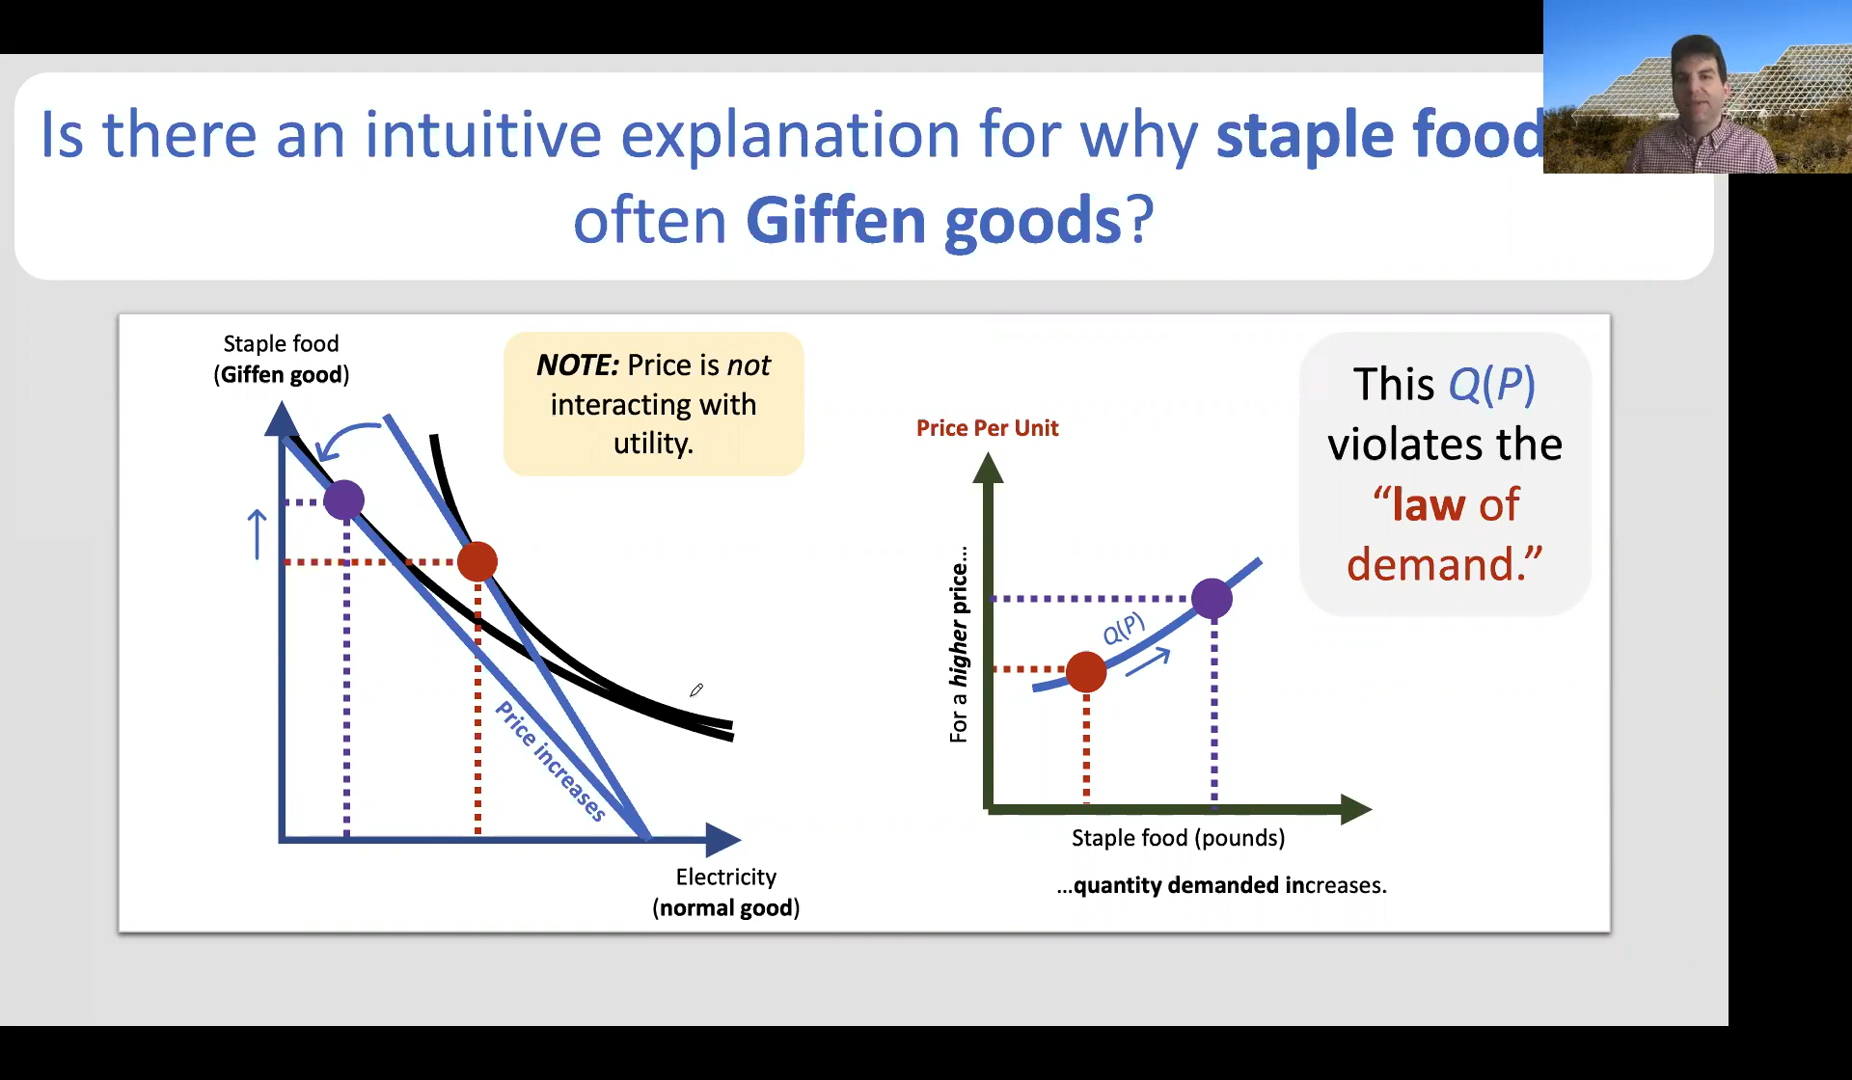 Is there an intuitive explanation for why staple food
often Giffen goods?
Staple food
(Giffen good)
NOTE: Price is not
interacting with
utility.
Price increases
Electricity
(normal good)
Price Per Unit
For a higher price...
Q(P)
Staple food (pounds)
...quantity demanded increases.
This Q(P)
violates the
“law of
demand.”